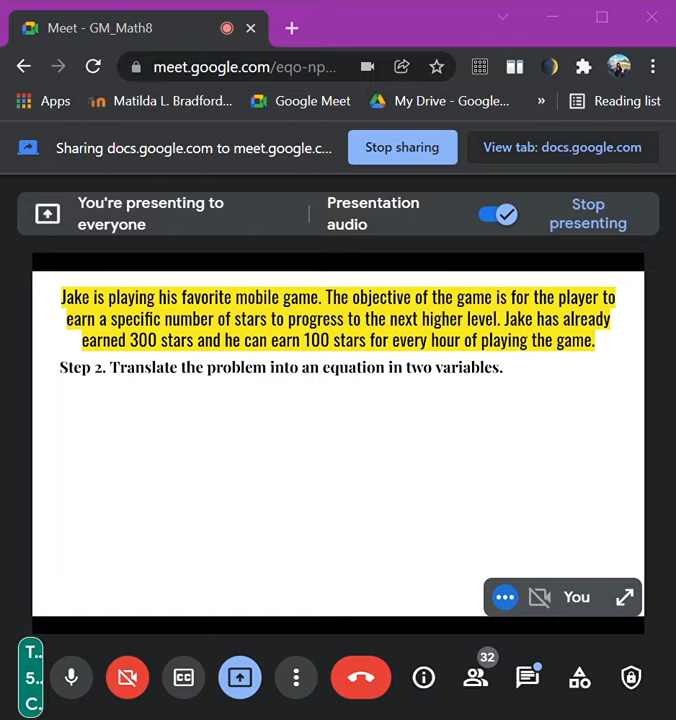 Meet - GM_Math8
meet.google.com/eqo-np...
Apps
Matilda L. Bradford...
Google Meet
My Drive - Google...
»
Reading list
Sharing docs.google.com to meet.google.c...
Stop sharing
View tab: docs.google.com
You're presenting to
everyone
Presentation
audio
Stop
presenting
Jake is playing his favorite mobile game. The objective of the game is for the player to
earn a specific number of stars to progress to the next higher level. Jake has already
earned 300 stars and he can earn 100 stars for every hour of playing the game.
Step 2. Translate the problem into an equation in two variables.
You
T..
5..
C.
CC
32